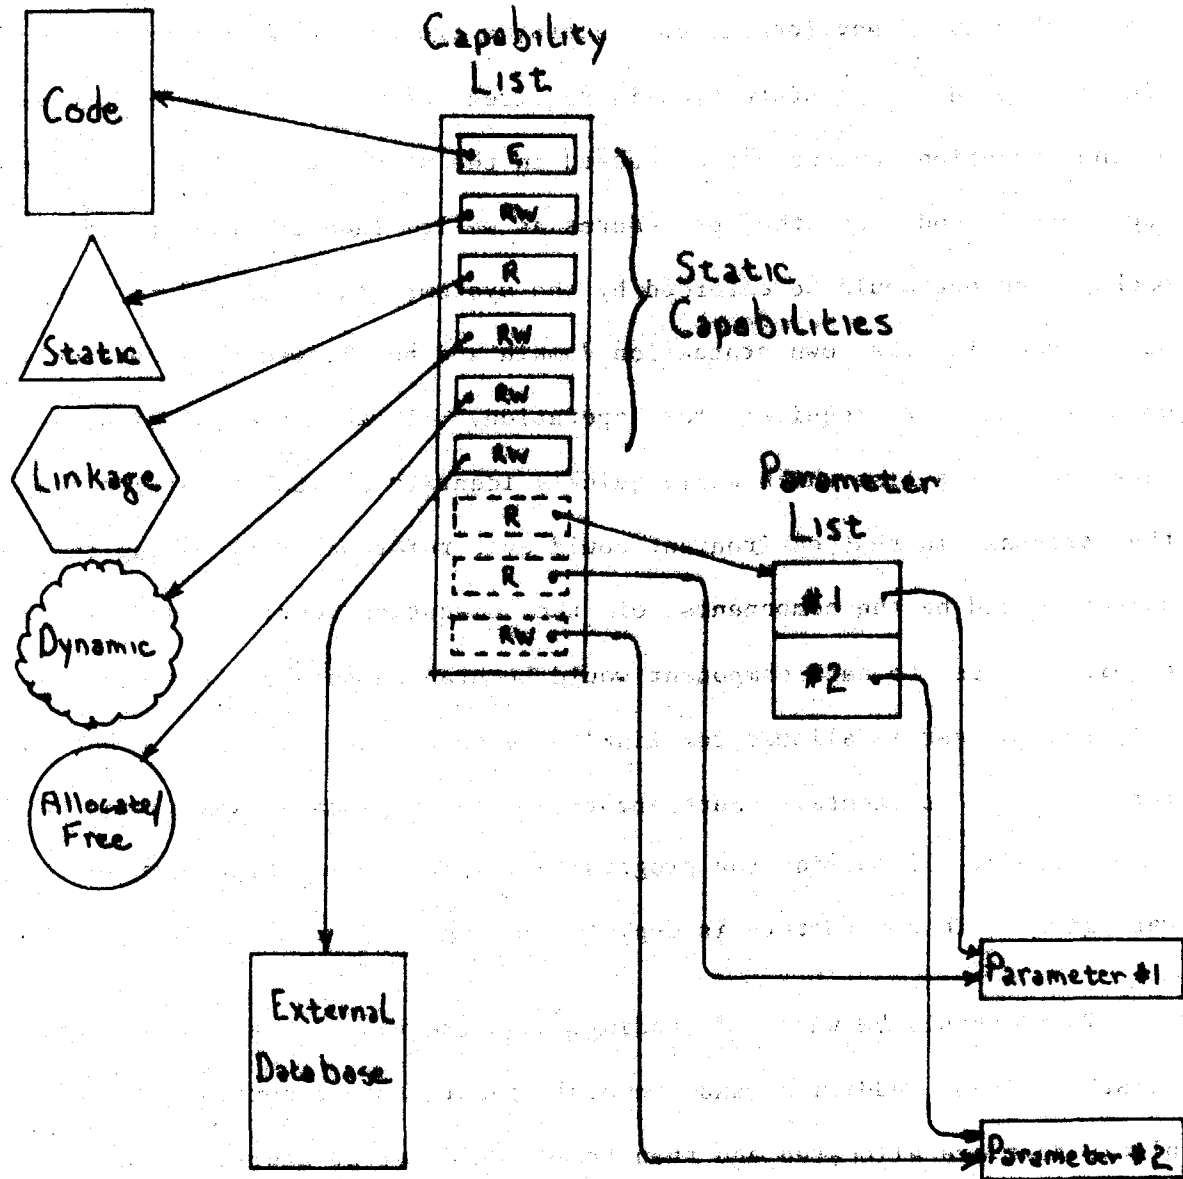 Capability
List
Code
E
RW
R
RW
RW
RW
R
R
RW
Static
Capabilities
Static
Linkage
Dynamic
Allocate/
Free
Parameter
List
#1
#2
External
Database
Parameter #1
Parameter #2